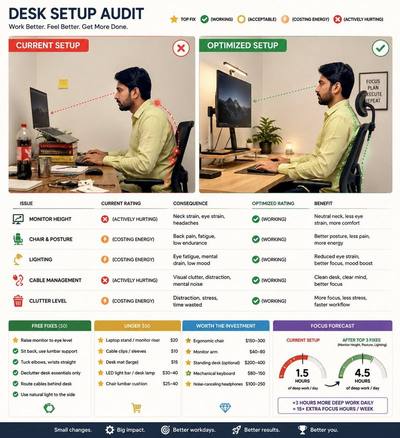 DESK SETUP AUDIT
Work Better. Feel Better. Get More Done.
TOP FIX
(WORKING)
(ACCEPTABLE)
(COSTING ENERGY)
(ACTIVELY HURTING)
CURRENT SETUP
OPTIMIZED SETUP
FOCUS
PLAN
EXECUTE
REPEAT
ISSUE CURRENT RATING CONSEQUENCE OPTIMIZED RATING BENEFIT
MONITOR HEIGHT (ACTIVELY HURTING) Neck strain, eye strain, headaches (WORKING) Neutral neck, less eye strain, more comfort
CHAIR & POSTURE (COSTING ENERGY) Back pain, fatigue, low endurance (WORKING) Better posture, less pain, more energy
LIGHTING (COSTING ENERGY) Eye fatigue, mental drain, low mood (WORKING) Reduced eye strain, better focus, mood boost
CABLE MANAGEMENT (ACTIVELY HURTING) Visual clutter, distraction, mental noise (WORKING) Clean desk, clear mind, better focus
CLUTTER LEVEL (ACTIVELY HURTING) Distraction, stress, time wasted (WORKING) More focus, less stress, faster workflow
FREE FIXES ($0)
Raise monitor to eye level
Sit back, use lumbar support
Tuck elbows, wrists straight
Declutter desk essentials only
Route cables behind desk
Use natural light to the side
UNDER $50
Laptop stand / monitor riser $20
Cable clips / sleeves $10
Desk mat (large) $16
LED light bar / desk lamp $30–40
Chair lumbar cushion $25–40
WORTH THE INVESTMENT
Ergonomic chair $150–300
Monitor arm $40–80
Standing desk (optional) $200–400
Mechanical keyboard $80–150
Noise-canceling headphones $100–250
FOCUS FORECAST
CURRENT SETUP
1.5
HOURS
of deep work / day
AFTER TOP 3 FIXES
(Monitor Height, Posture, Lighting)
4.5
HOURS
of deep work / day
+3 HOURS MORE DEEP WORK DAILY
= 15+ EXTRA FOCUS HOURS / WEEK
Small changes. Big impact. Better workdays. Better results. Better you.